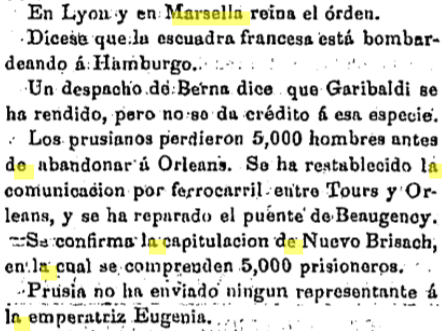 En Lyon y en Marsella reina el órden.
Dícese que la escuadra francesa está bombar-
deando á Hamburgo.
Un despacho de Berna dice que Garibaldi se
ha rendido, pero no se da crédito á esa especie.
Los prusianos perdieron 5,000 hombres antes
de abandonar á Orleans. Se ha restablecido la
comunicacion por ferrocarril entre Tours y Or-
leans, y se ha reparado el puente de Beaugency.
=Se confirma la capitulacion de Nuevo Brisach,
en la cual se comprenden 5,000 prisioneros.
Prusia no ha enviado ningun representante á
la emperatriz Eugenia.